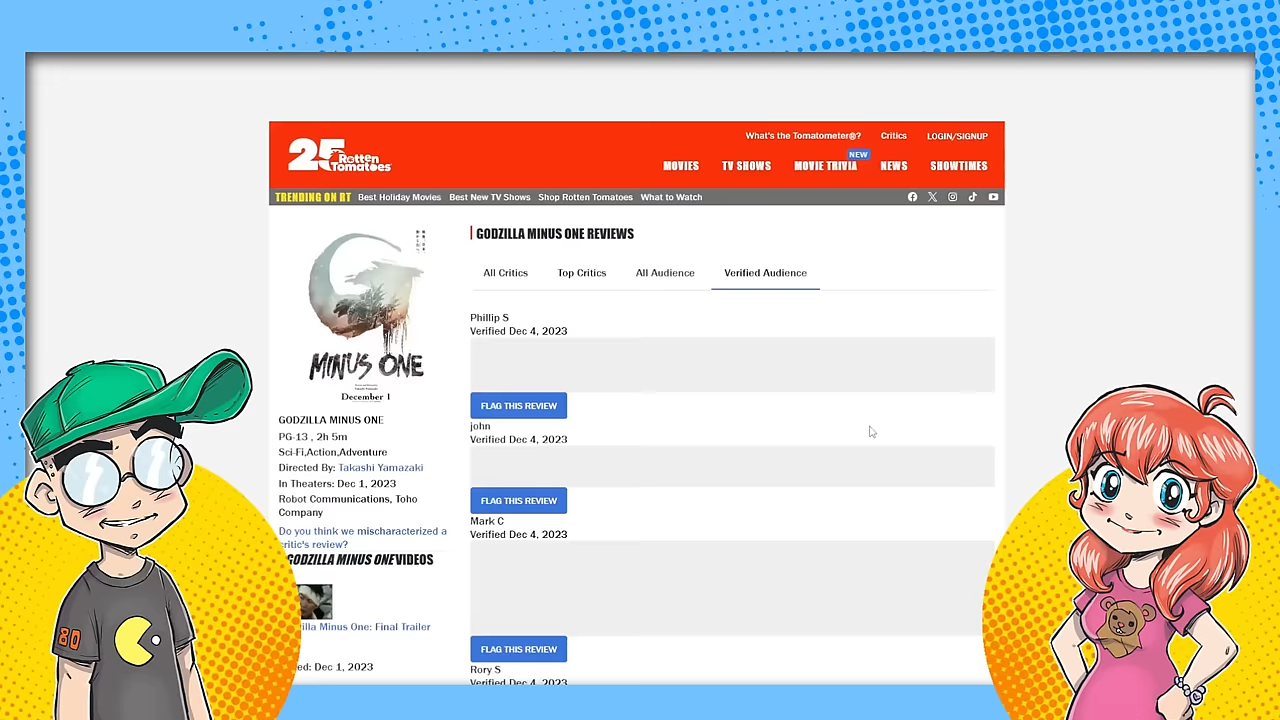 What's the Tomatometer®? Critics LOGIN/SIGNUP
25 Rotten Tomatoes
MOVIES TV SHOWS MOVIE TRIVIA NEW NEWS SHOWTIMES
TRENDING ON RT Best Holiday Movies Best New TV Shows Shop Rotten Tomatoes What to Watch
MINUS ONE
December 1
GODZILLA MINUS ONE
PG-13 , 2h 5m
Sci-Fi,Action,Adventure
Directed By: Takashi Yamazaki
In Theaters: Dec 1, 2023
Robot Communications, Toho
Company
Do you think we mischaracterized a
critic's review?
GODZILLA MINUS ONE VIDEOS
zilla Minus One: Final Trailer
ed: Dec 1, 2023
GODZILLA MINUS ONE REVIEWS
All Critics Top Critics All Audience Verified Audience
Phillip S
Verified Dec 4, 2023
FLAG THIS REVIEW
john
Verified Dec 4, 2023
FLAG THIS REVIEW
Mark C
Verified Dec 4, 2023
FLAG THIS REVIEW
Rory S
Verified Dec 4, 2023
80